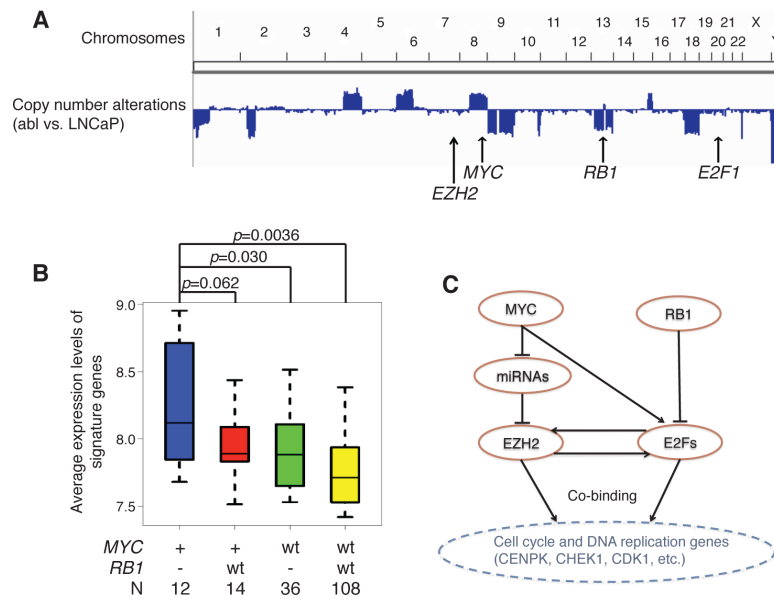 A
Chromosomes
1 2 3 4 5 6 7 8 9 10 11 12 13 14 15 16 17 18 19 20 21 22 X Y
Copy number alterations
(abl vs. LNCaP)
MYC
RB1
E2F1
EZH2
B
p=0.0036
p=0.030
p=0.062
Average expression levels of
signature genes
9.0
8.5
8.0
7.5
MYC + + wt wt
RB1 - wt - wt
N 12 14 36 108
C
MYC
RB1
miRNAs
EZH2
E2Fs
Co-binding
Cell cycle and DNA replication genes
(CENPK, CHEK1, CDK1, etc.)